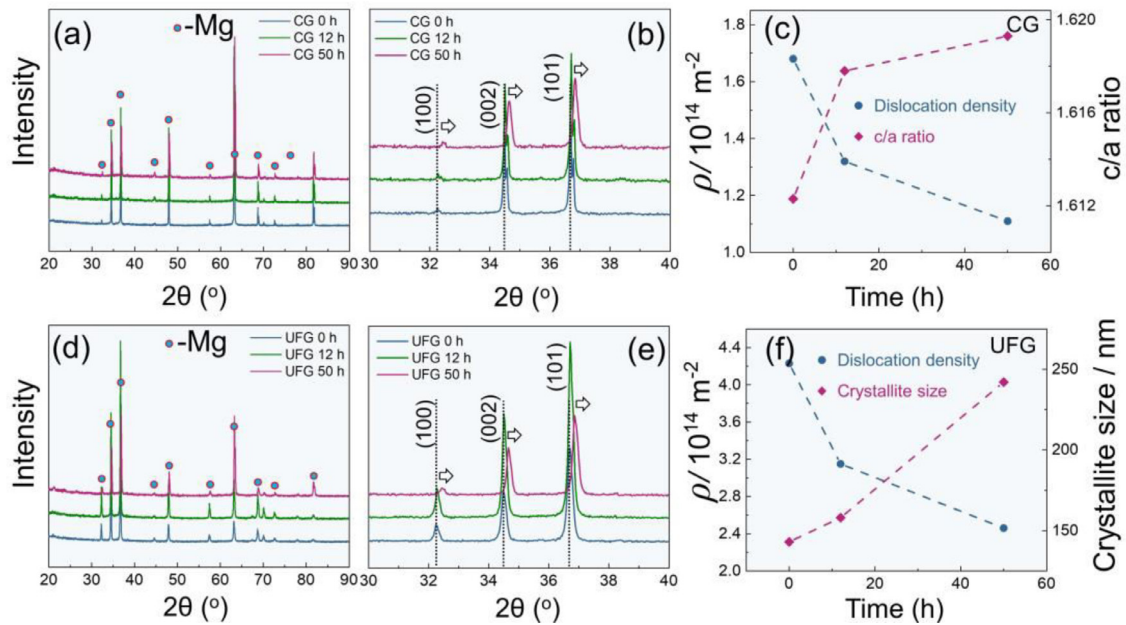 (a)
-Mg
CG 0 h
CG 12 h
CG 50 h
Intensity
20 30 40 50 60 70 80 90
2θ (°)
(b)
CG 0 h
CG 12 h
CG 50 h
(100)
(002)
(101)
30 32 34 36 38 40
2θ (°)
(c)
CG
Dislocation density
c/a ratio
ρ/ 10¹⁴ m⁻²
1.8
1.6
1.4
1.2
1.0
c/a ratio
1.620
1.616
1.612
0 20 40 60
Time (h)
(d)
-Mg
UFG 0 h
UFG 12 h
UFG 50 h
Intensity
20 30 40 50 60 70 80 90
2θ (°)
(e)
UFG 0 h
UFG 12 h
UFG 50 h
(100)
(002)
(101)
30 32 34 36 38 40
2θ (°)
(f)
UFG
Dislocation density
Crystallite size
ρ/ 10¹⁴ m⁻²
4.4
4.0
3.6
3.2
2.8
2.4
2.0
Crystallite size / nm
250
200
150
0 20 40 60
Time (h)